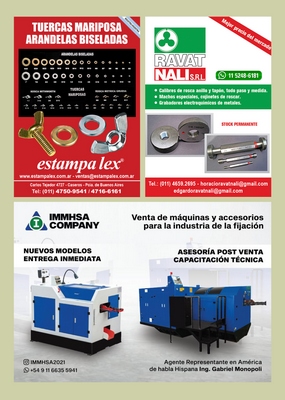 TUERCAS MARIPOSA
ARANDELAS BISELADAS
ARANDELAS BISELADAS
TUERCAS
MARIPOSA
estampa lex®
www.estampalex.com.ar - ventas@estampalex.com.ar
Carlos Tejedor 4727 - Caseros - Pcia. de Buenos Aires
Tel: (011) 4750-9541 / 4716-6161
Mejor precio del mercado
RAVAT
NALI S.R.L.
11 5248-6181
• Calibres de rosca anillo y tapón, todo paso y medida.
• Machos especiales, cojinetes de roscar.
• Grabadores electroquímicos de metales.
STOCK PERMANENTE
Tel.: (011) 4639.2693 - horacioravatnali@gmail.com
edgardoravatnali@gmail.com
IMMHSA
COMPANY
Venta de máquinas y accesorios
para la industria de la fijación
NUEVOS MODELOS
ENTREGA INMEDIATA
ASESORÍA POST VENTA
CAPACITACIÓN TÉCNICA
IMMHSA2021
+54 9 11 6635 5941
Agente Representante en América
de habla Hispana Ing. Gabriel Monopoli